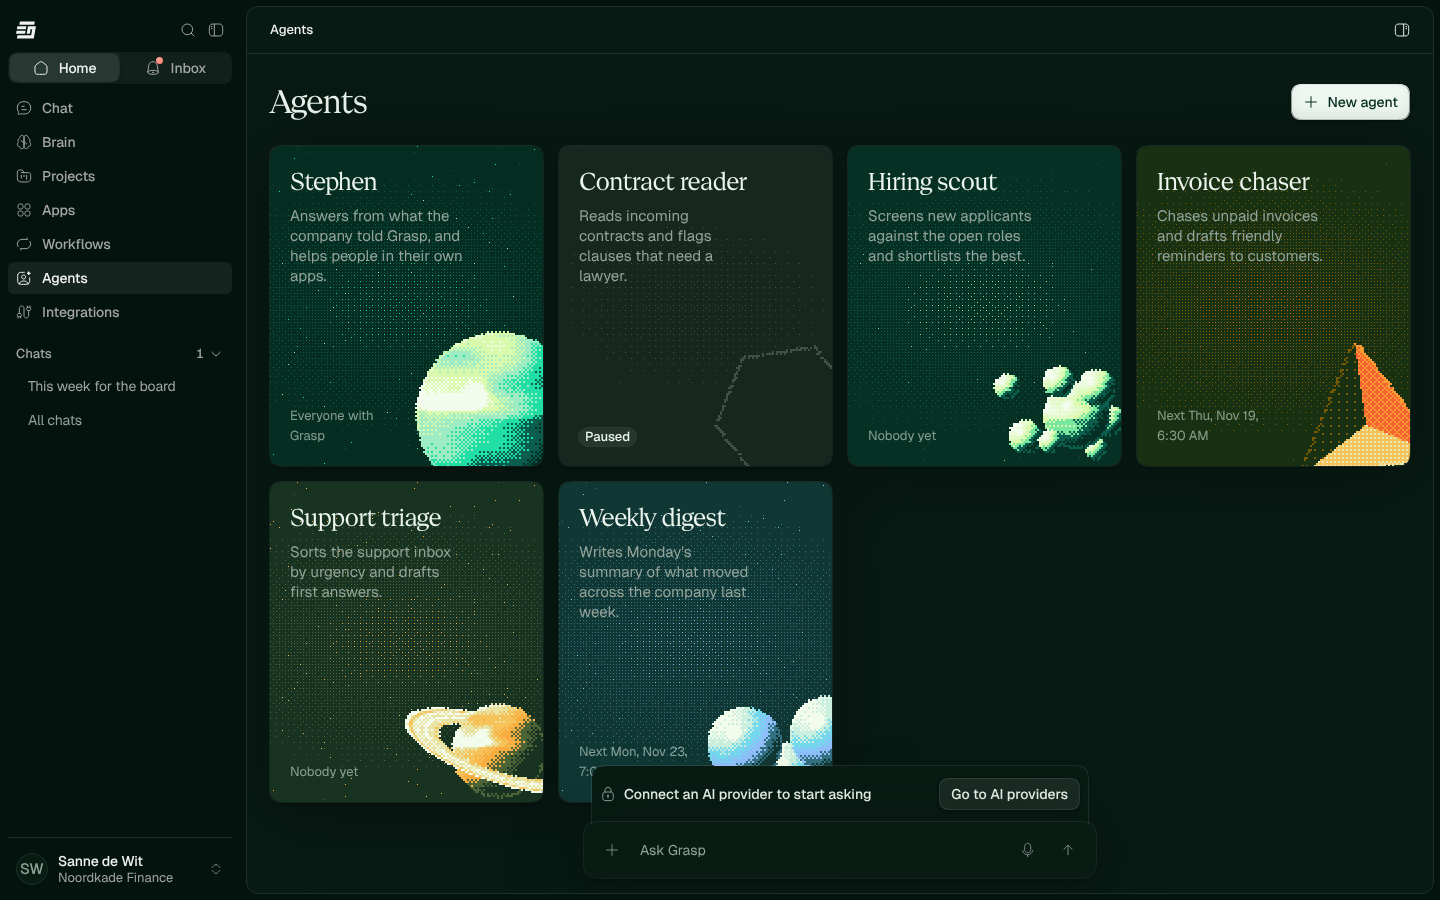 Agents
Home
Inbox
Chat
Brain
Projects
Apps
Workflows
Agents
Integrations
Chats
1
This week for the board
All chats
SW
Sanne de Wit
Noordkade Finance
Agents
New agent
Stephen
Answers from what the
company told Grasp, and
helps people in their own
apps.
Everyone with
Grasp
Contract reader
Reads incoming
contracts and flags
clauses that need a
lawyer.
Paused
Hiring scout
Screens new applicants
against the open roles
and shortlists the best.
Nobody yet
Invoice chaser
Chases unpaid invoices
and drafts friendly
reminders to customers.
Next Thu, Nov 19,
6:30 AM
Support triage
Sorts the support inbox
by urgency and drafts
first answers.
Nobody yet
Weekly digest
Writes Monday's
summary of what moved
across the company last
week.
Next Mon, Nov 23,
Connect an AI provider to start asking
Go to AI providers
Ask Grasp